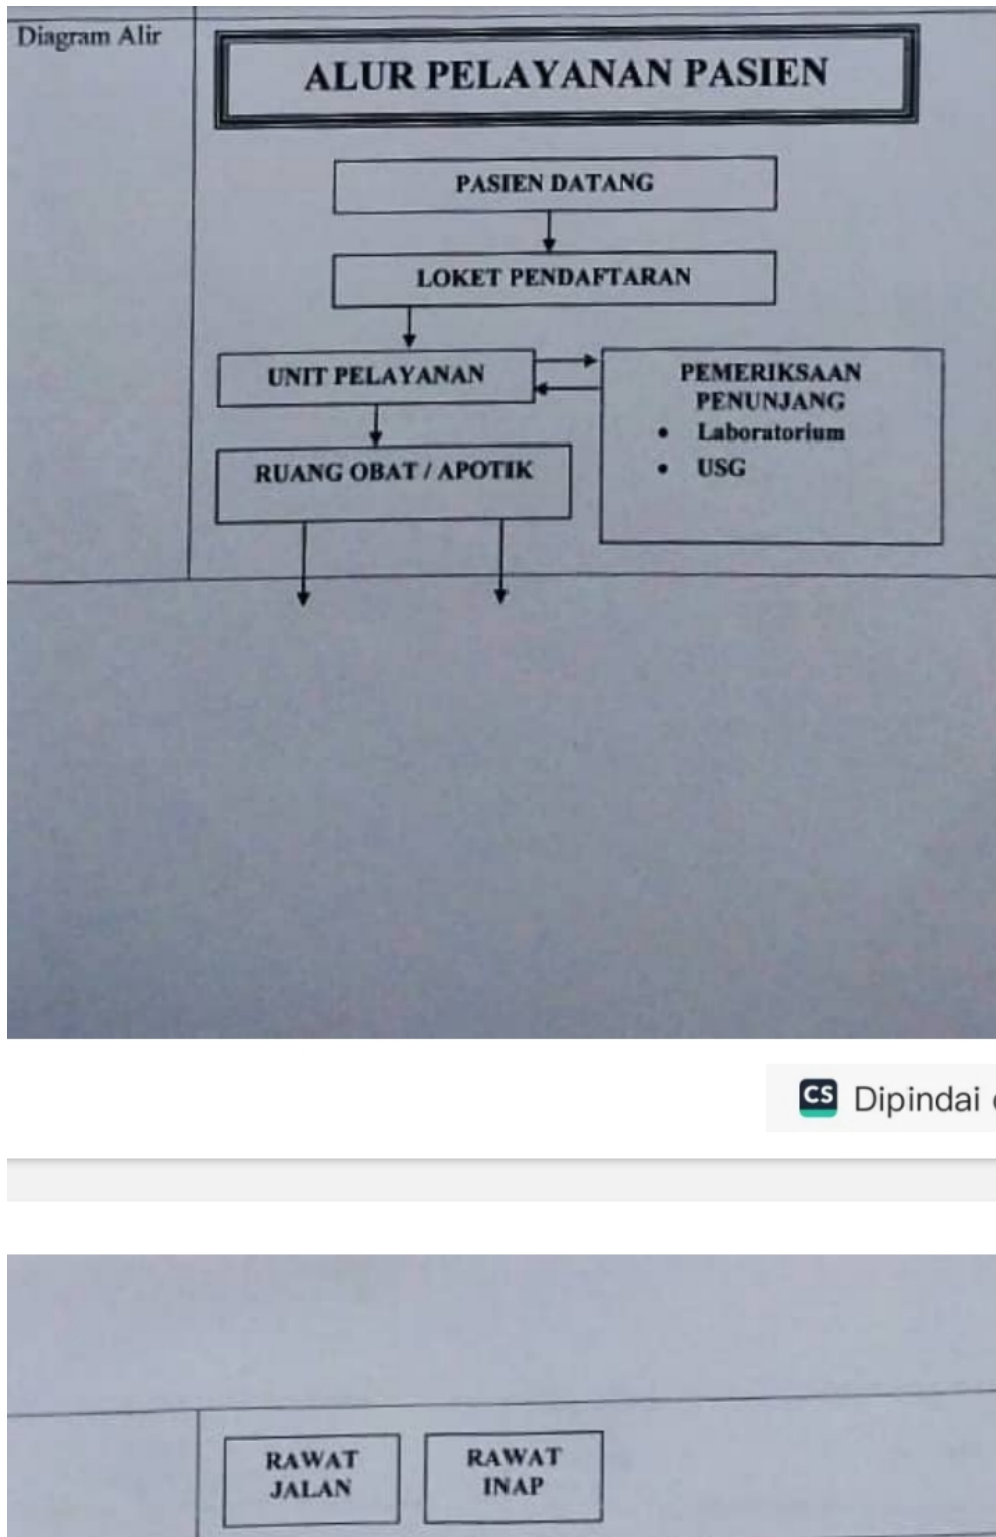 Diagram Alir
ALUR PELAYANAN PASIEN
PASIEN DATANG
LOKET PENDAFTARAN
UNIT PELAYANAN
PEMERIKSAAN
PENUNJANG
• Laboratorium
• USG
RUANG OBAT / APOTIK
CS Dipindai
RAWAT
JALAN
RAWAT
INAP